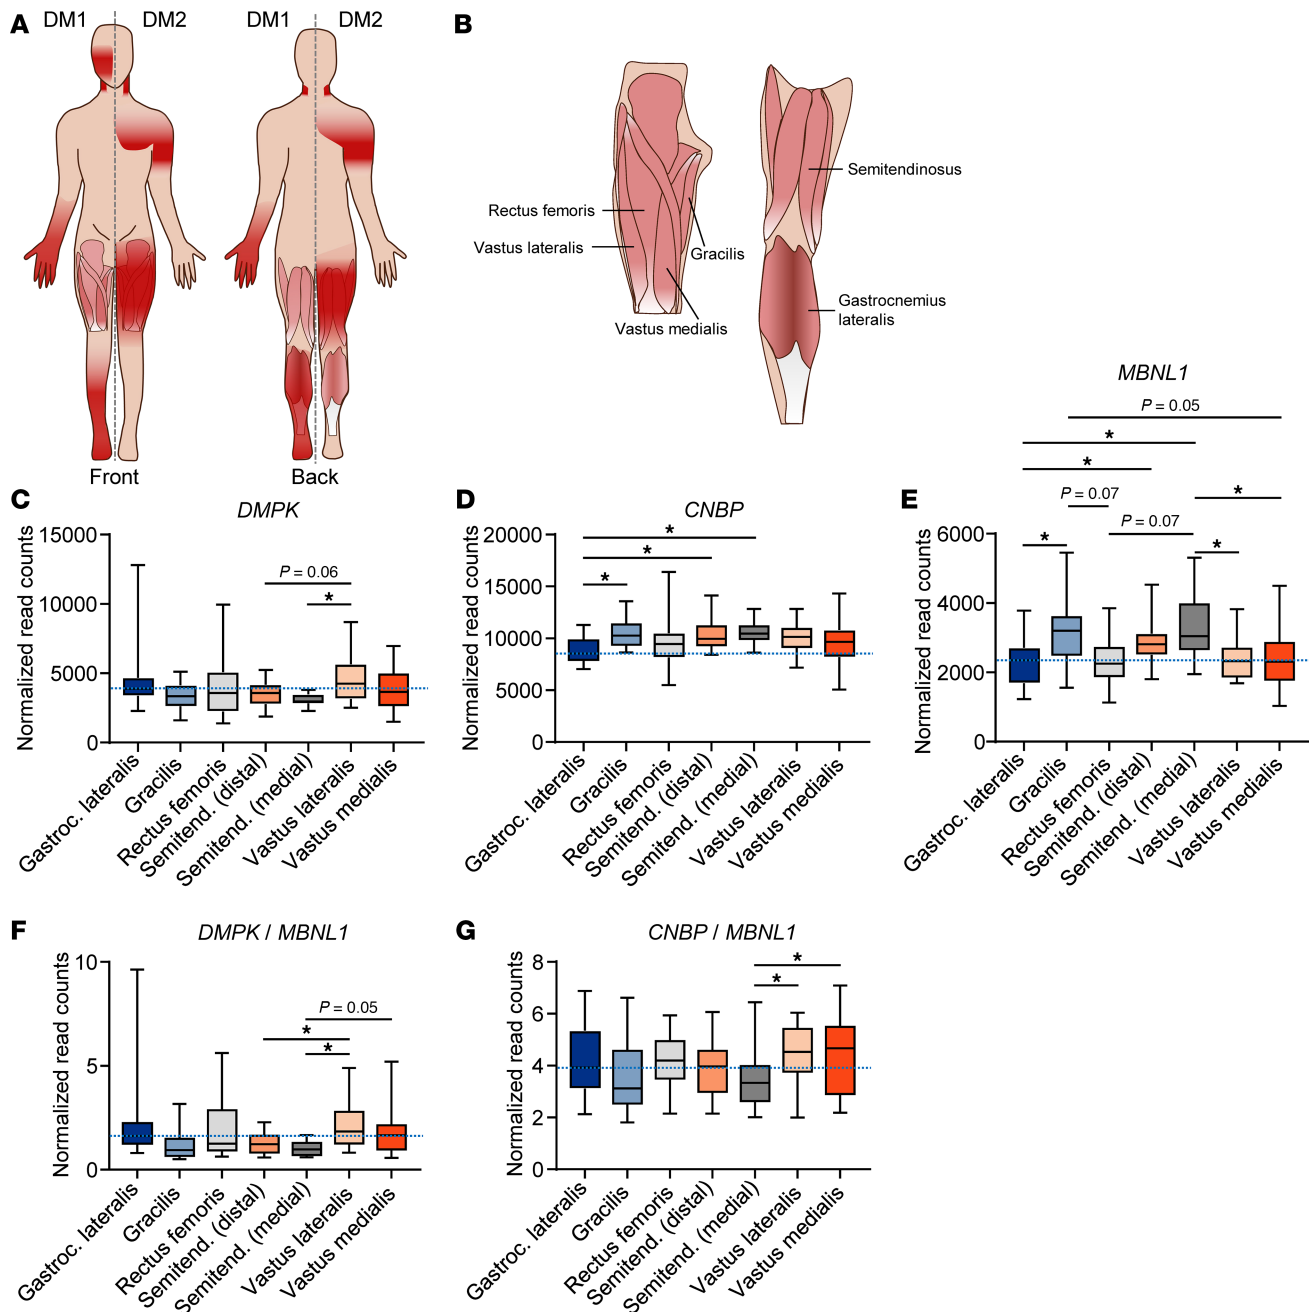 A
DM1
DM2
DM1
DM2
Front
Back
B
Rectus femoris
Vastus lateralis
Gracilis
Vastus medialis
Semitendinosus
Gastrocnemius
lateralis
C
DMPK
Normalized read counts
15000
10000
5000
0
P = 0.06
*
Gastroc. lateralis
Gracilis
Rectus femoris
Semitend. (distal)
Semitend. (medial)
Vastus lateralis
Vastus medialis
D
CNBP
Normalized read counts
20000
15000
10000
5000
0
*
*
*
Gastroc. lateralis
Gracilis
Rectus femoris
Semitend. (distal)
Semitend. (medial)
Vastus lateralis
Vastus medialis
E
MBNL1
P = 0.05
*
*
P = 0.07
*
P = 0.07
*
*
Normalized read counts
6000
4000
2000
0
Gastroc. lateralis
Gracilis
Rectus femoris
Semitend. (distal)
Semitend. (medial)
Vastus lateralis
Vastus medialis
F
DMPK / MBNL1
Normalized read counts
10
5
0
P = 0.05
*
*
Gastroc. lateralis
Gracilis
Rectus femoris
Semitend. (distal)
Semitend. (medial)
Vastus lateralis
Vastus medialis
G
CNBP / MBNL1
Normalized read counts
8
6
4
2
0
*
*
Gastroc. lateralis
Gracilis
Rectus femoris
Semitend. (distal)
Semitend. (medial)
Vastus lateralis
Vastus medialis